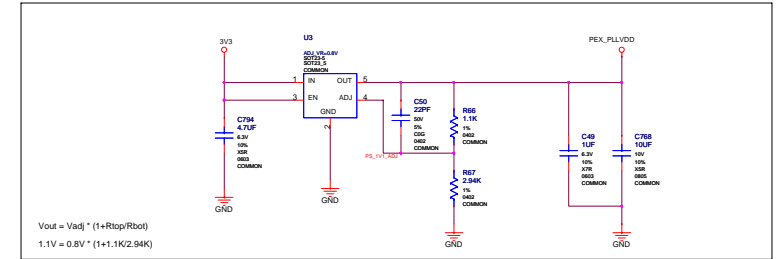 3V3
U3
PEX_PLLVDD
ADJ_VR=0.8V
SOT23-5
SOT23_5
COMMON
1 IN OUT 5
3 EN ADJ 4
GND
2
C794
4.7UF
6.3V
10%
X5R
0603
COMMON
C50
22PF
50V
5%
C0G
0402
COMMON
R66
1.1K
1%
0402
COMMON
PS_1V1_ADJ
R67
2.94K
1%
0402
COMMON
C49
1UF
6.3V
10%
X7R
0603
COMMON
C768
10UF
10V
10%
X5R
0805
COMMON
GND
GND
GND
GND
Vout = Vadj * (1+Rtop/Rbot)
1.1V = 0.8V * (1+1.1K/2.94K)